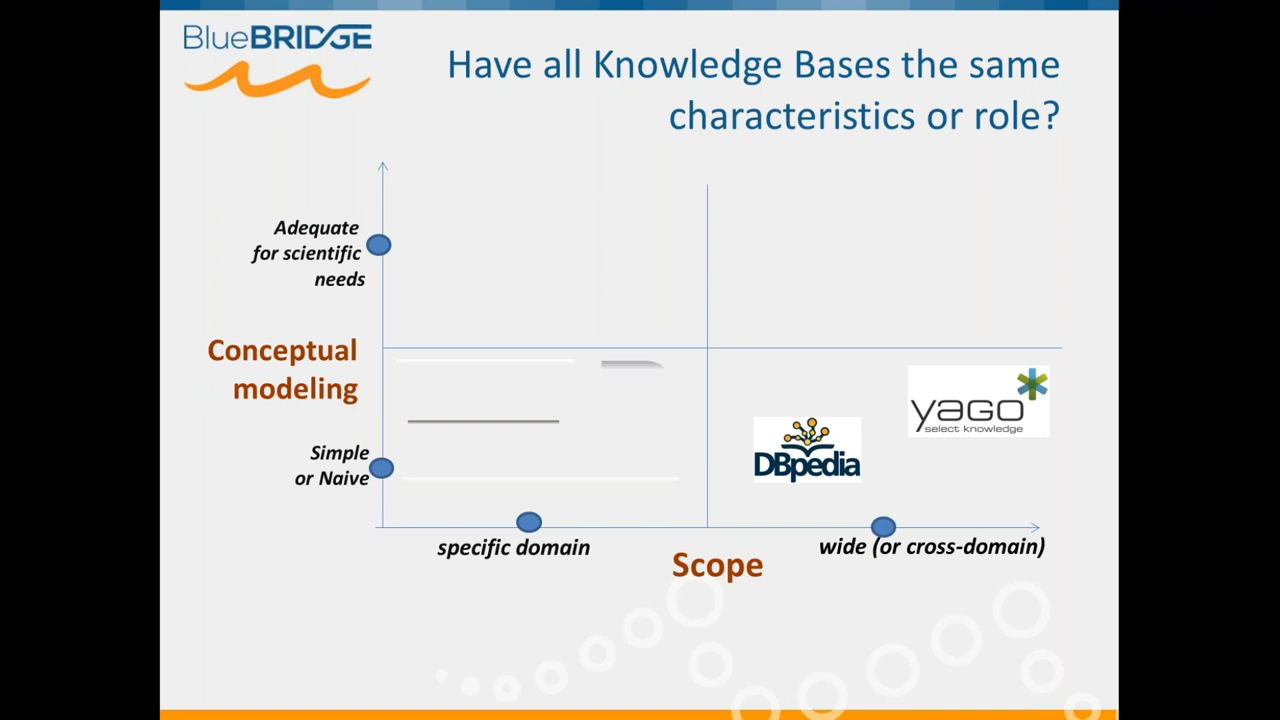 BlueBRIDGE
Have all Knowledge Bases the same
characteristics or role?
Adequate
for scientific
needs
Conceptual
modeling
Simple
or Naive
yago
select knowledge
DBpedia
specific domain
wide (or cross-domain)
Scope